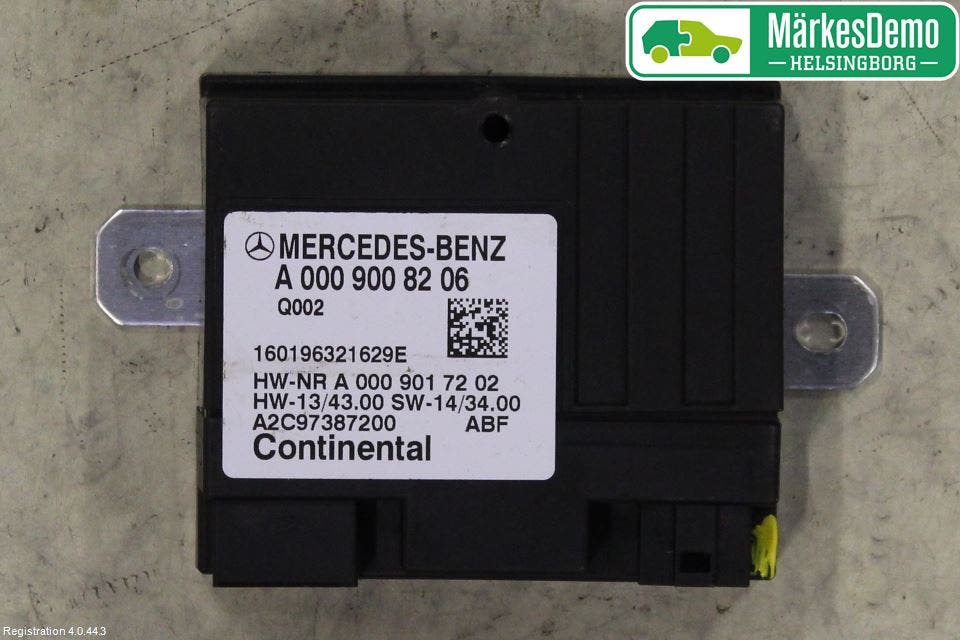 MärkesDemo
HELSINGBORG
MERCEDES-BENZ
A 000 900 82 06
Q002
160196321629E
HW-NR A 000 901 72 02
HW-13/43.00 SW-14/34.00
A2C97387200 ABF
Continental
Registration 4.0.44.3